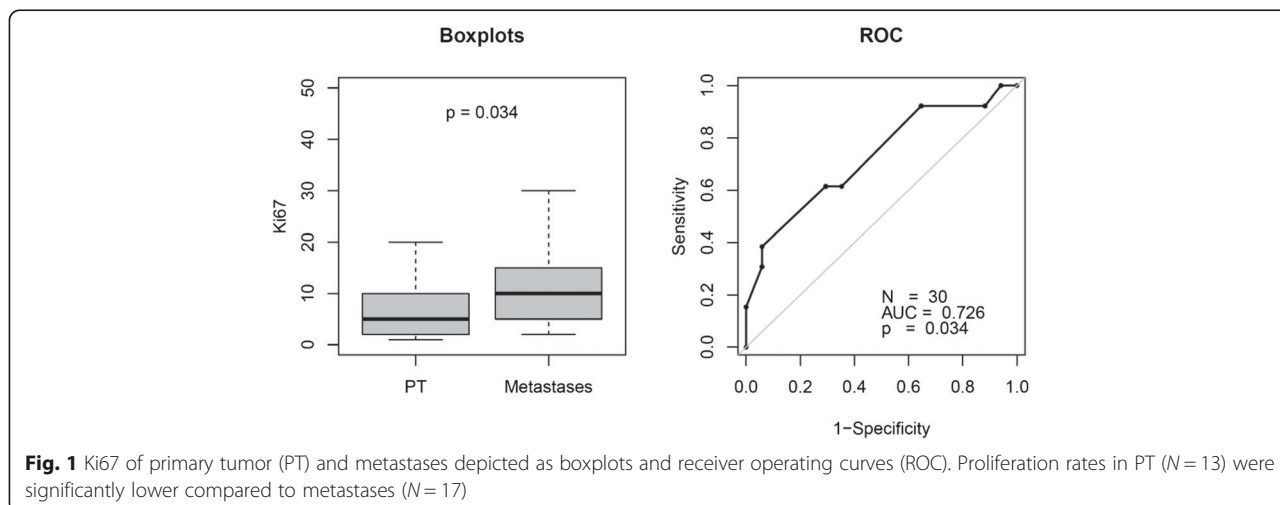 Boxplots
p = 0.034
Ki67
50
40
30
20
10
0
PT Metastases
ROC
Sensitivity
1.0
0.8
0.6
0.4
0.2
0.0
N = 30
AUC = 0.726
p = 0.034
0.0 0.2 0.4 0.6 0.8 1.0
1−Specificity
Fig. 1 Ki67 of primary tumor (PT) and metastases depicted as boxplots and receiver operating curves (ROC). Proliferation rates in PT (N = 13) were
significantly lower compared to metastases (N = 17)